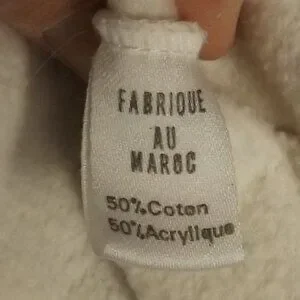 FABRIQUE
AU
MAROC
50% Coton
50% Acrylique